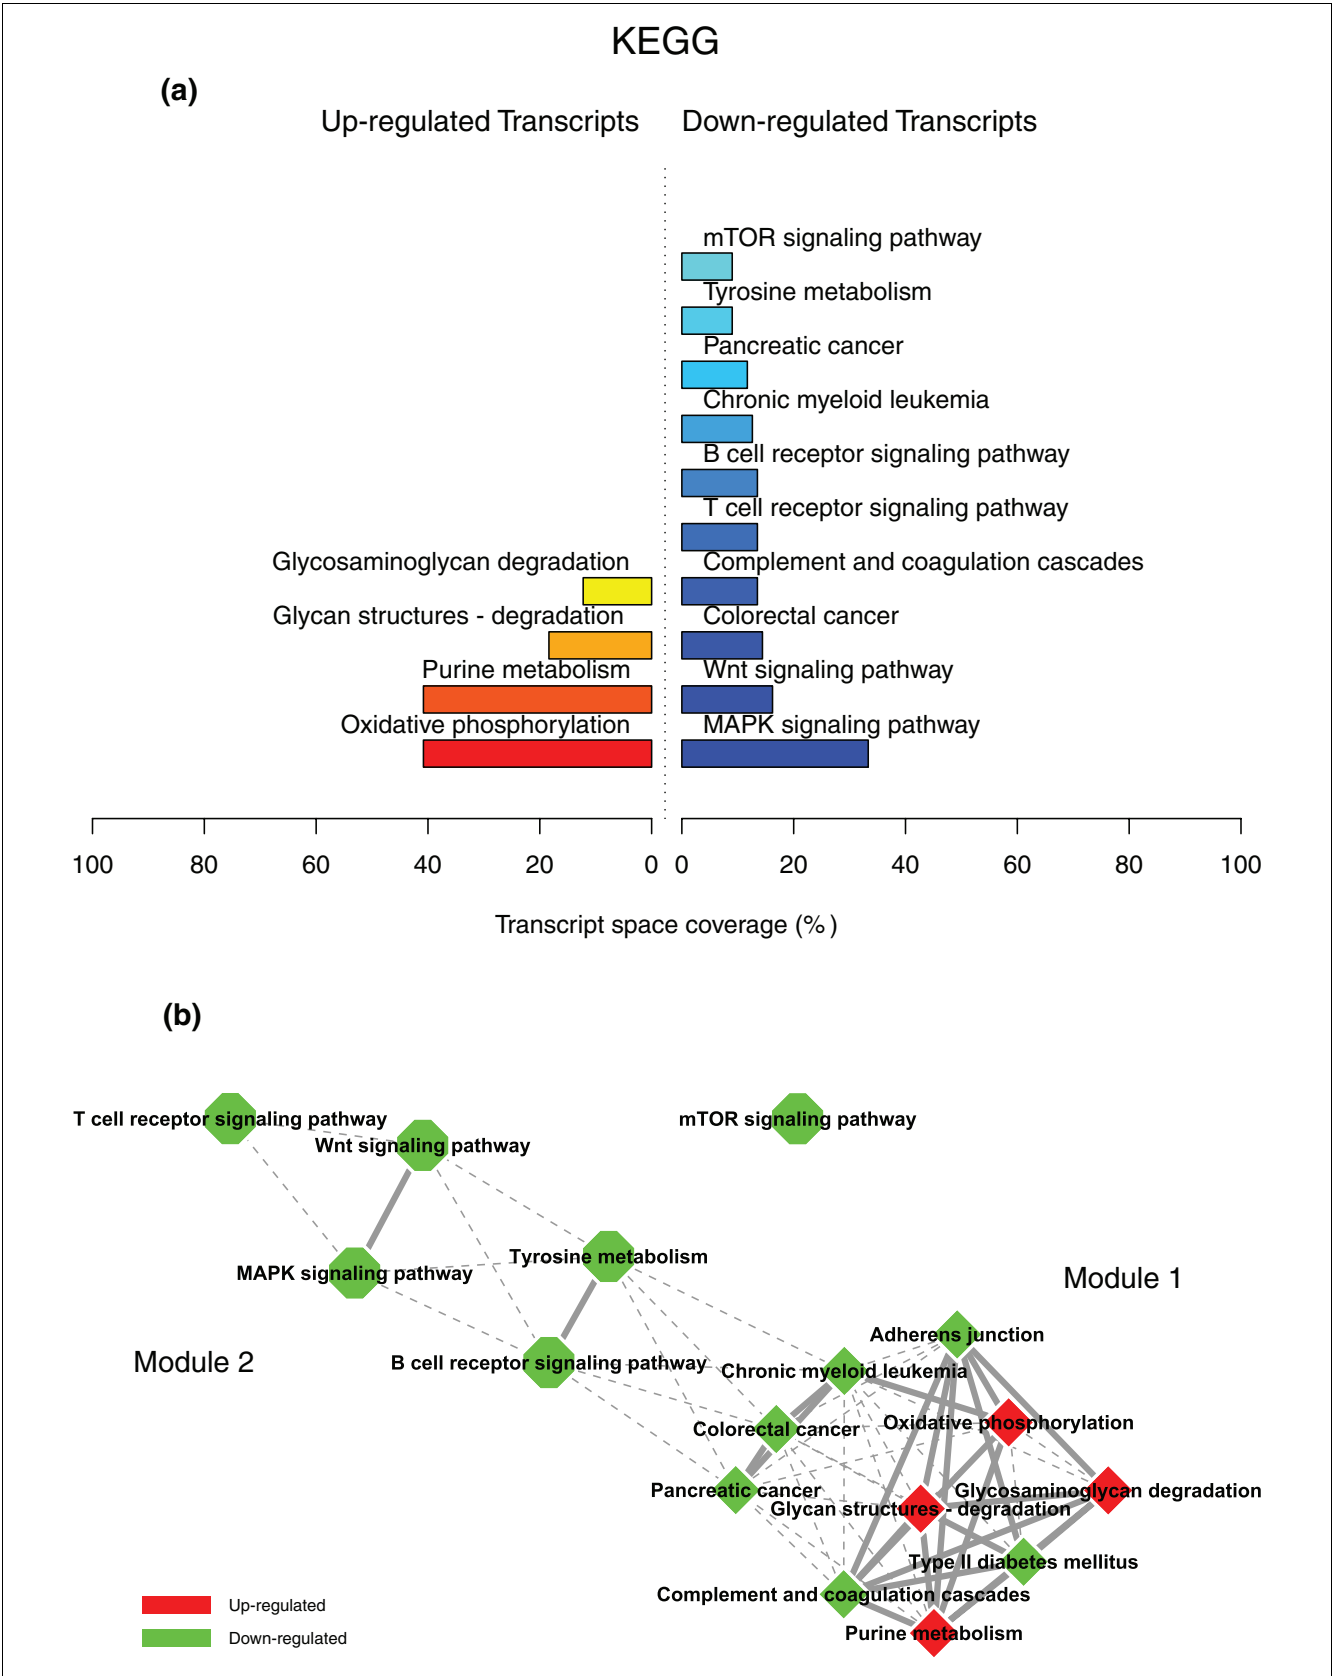 KEGG
(a)
Up-regulated Transcripts
Down-regulated Transcripts
mTOR signaling pathway
Tyrosine metabolism
Pancreatic cancer
Chronic myeloid leukemia
B cell receptor signaling pathway
T cell receptor signaling pathway
Glycosaminoglycan degradation
Complement and coagulation cascades
Glycan structures - degradation
Colorectal cancer
Purine metabolism
Wnt signaling pathway
Oxidative phosphorylation
MAPK signaling pathway
100 80 60 40 20 0 0 20 40 60 80 100
Transcript space coverage (%)
(b)
T cell receptor signaling pathway
mTOR signaling pathway
Wnt signaling pathway
Tyrosine metabolism
MAPK signaling pathway
Module 1
Adherens junction
Module 2
B cell receptor signaling pathway
Chronic myeloid leukemia
Oxidative phosphorylation
Colorectal cancer
Pancreatic cancer
Glycosaminoglycan degradation
Glycan structures - degradation
Type II diabetes mellitus
Complement and coagulation cascades
Up-regulated
Purine metabolism
Down-regulated